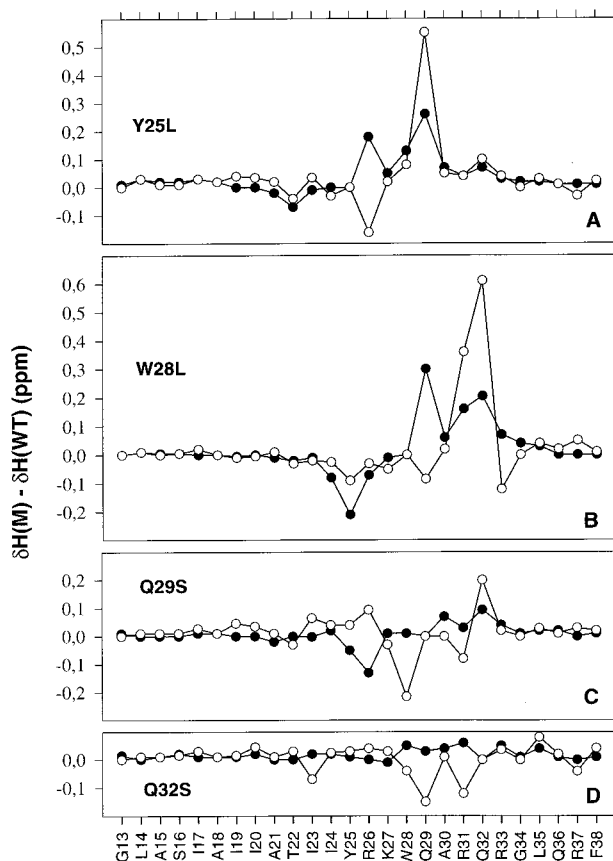 0,5
0,4
0,3
0,2
0,1
0,0
-0,1
Y25L
A
0,6
0,5
0,4
0,3
0,2
0,1
0,0
-0,1
-0,2
W28L
B
δH(M) - δH(WT) (ppm)
0,2
0,1
0,0
-0,1
-0,2
Q29S
C
0,0
-0,1
Q32S
D
G13
L14
A15
S16
I17
A18
I19
I20
A21
T22
I23
I24
Y25
R26
K27
W28
Q29
A30
R31
Q32
R33
G34
L35
Q36
R37
F38